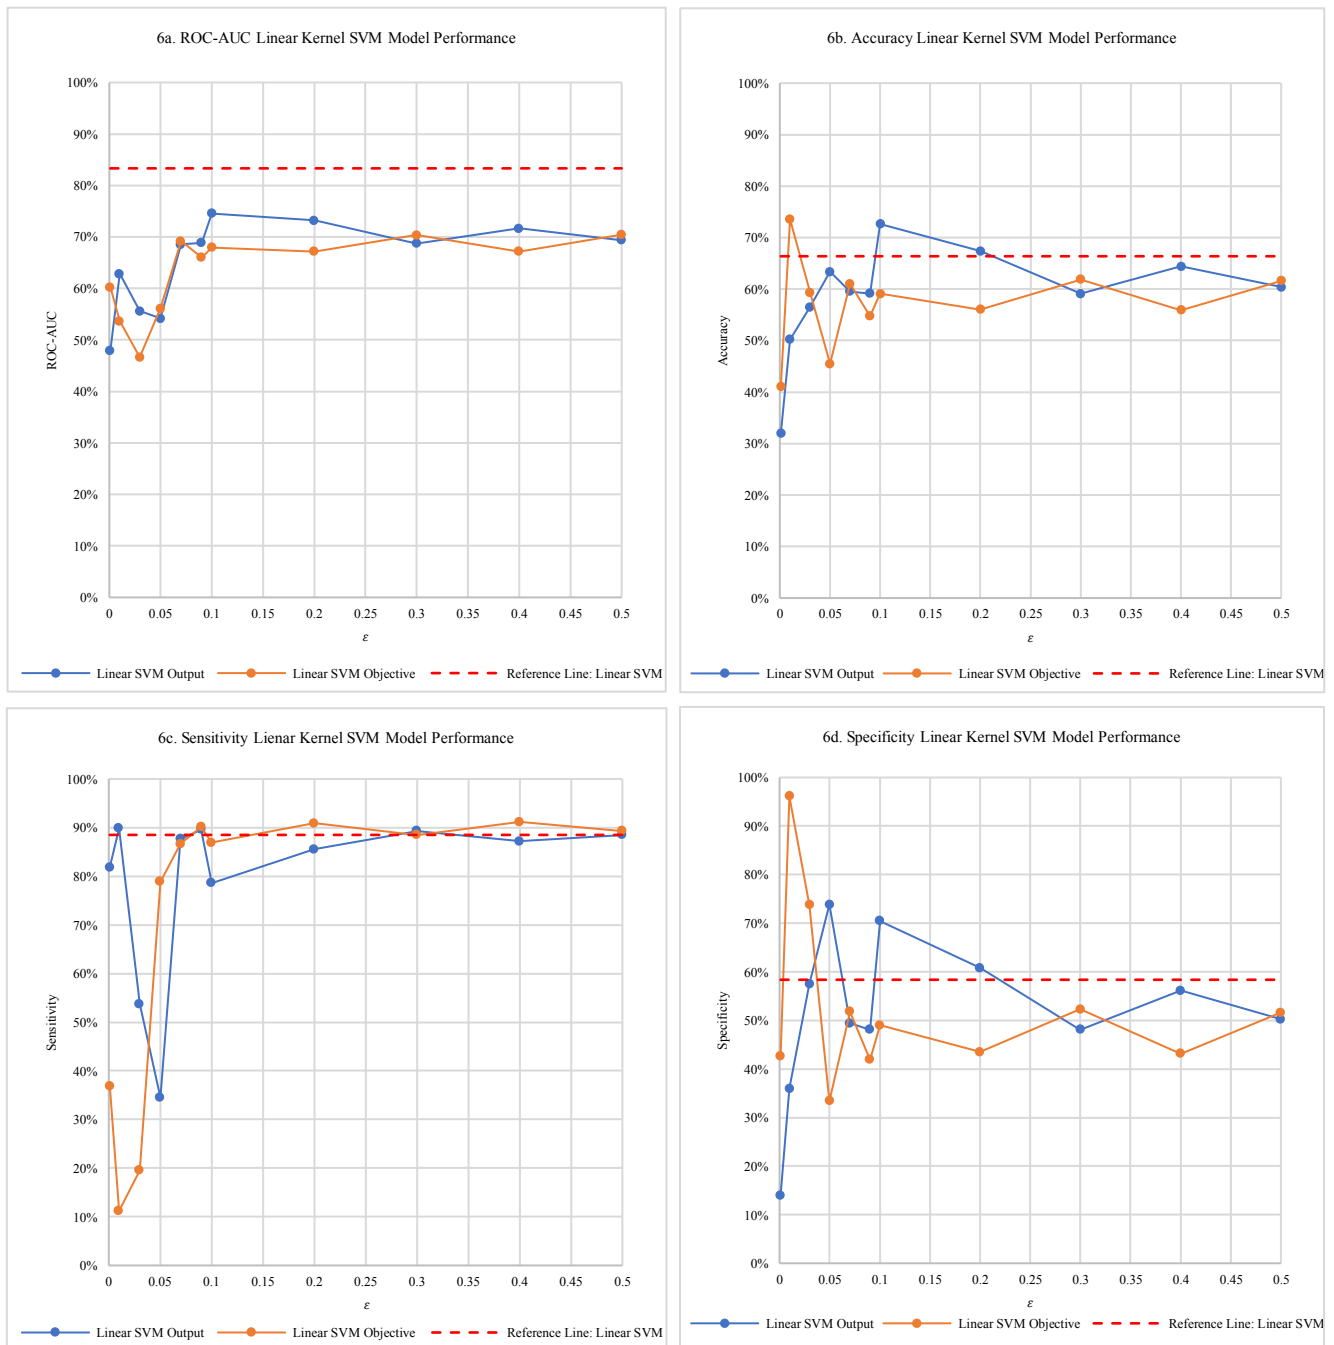 6a. ROC-AUC Linear Kernel SVM Model Performance
100%
90%
80%
70%
60%
50%
40%
30%
20%
10%
0%
ROC-AUC
0 0.05 0.1 0.15 0.2 0.25 0.3 0.35 0.4 0.45 0.5
ε
Linear SVM Output Linear SVM Objective Reference Line: Linear SVM
6b. Accuracy Linear Kernel SVM Model Performance
100%
90%
80%
70%
60%
50%
40%
30%
20%
10%
0%
Accuracy
0 0.05 0.1 0.15 0.2 0.25 0.3 0.35 0.4 0.45 0.5
ε
Linear SVM Output Linear SVM Objective Reference Line: Linear SVM
6c. Sensitivity Lienar Kernel SVM Model Performance
100%
90%
80%
70%
60%
50%
40%
30%
20%
10%
0%
Sensitivity
0 0.05 0.1 0.15 0.2 0.25 0.3 0.35 0.4 0.45 0.5
ε
Linear SVM Output Linear SVM Objective Reference Line: Linear SVM
6d. Specificity Linear Kernel SVM Model Performance
100%
90%
80%
70%
60%
50%
40%
30%
20%
10%
0%
Specificity
0 0.05 0.1 0.15 0.2 0.25 0.3 0.35 0.4 0.45 0.5
ε
Linear SVM Output Linear SVM Objective Reference Line: Linear SVM